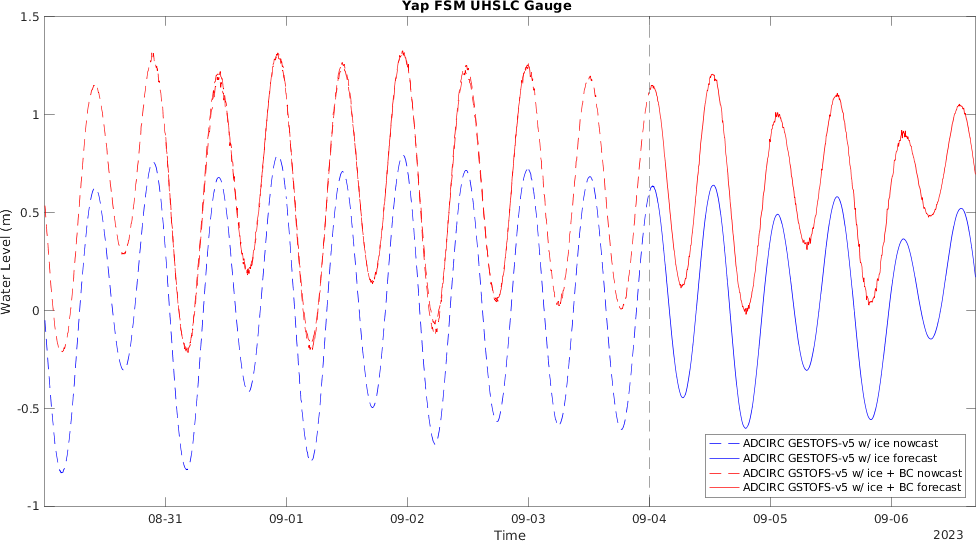 Yap FSM UHSLC Gauge
1.5
1
0.5
0
-0.5
-1
Water Level (m)
ADCIRC GESTOFS-v5 w/ ice nowcast
ADCIRC GESTOFS-v5 w/ ice forecast
ADCIRC GSTOFS-v5 w/ ice + BC nowcast
ADCIRC GSTOFS-v5 w/ ice + BC forecast
08-31 09-01 09-02 09-03 09-04 09-05 09-06
Time
2023